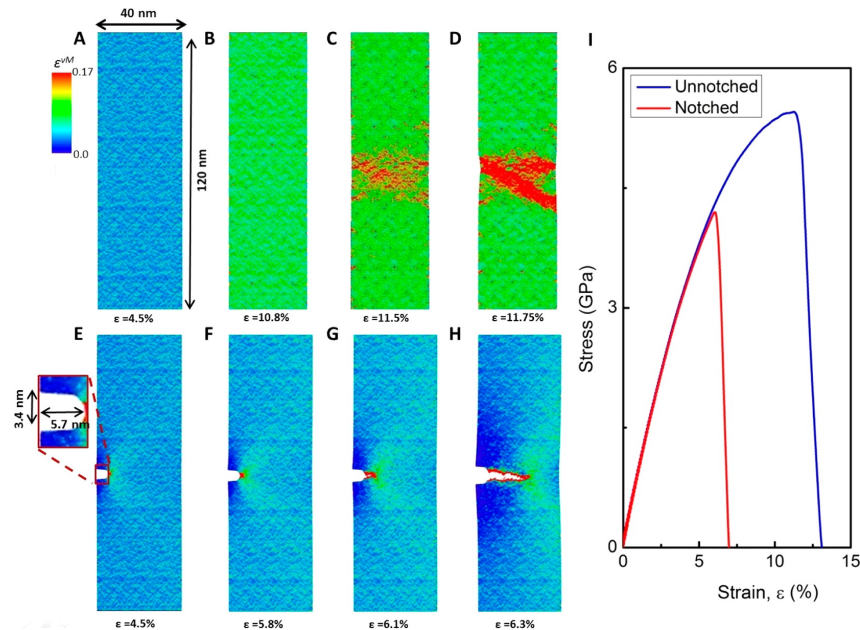 40 nm
A
B
C
D
I
εvM
0.17
0.0
120 nm
ε =4.5%
ε =10.8%
ε =11.5%
ε =11.75%
E
F
G
H
3.4 nm
5.7 nm
ε =4.5%
ε =5.8%
ε =6.1%
ε =6.3%
Unnotched
Notched
6
3
0
Stress (GPa)
0
5
10
15
Strain, ε (%)